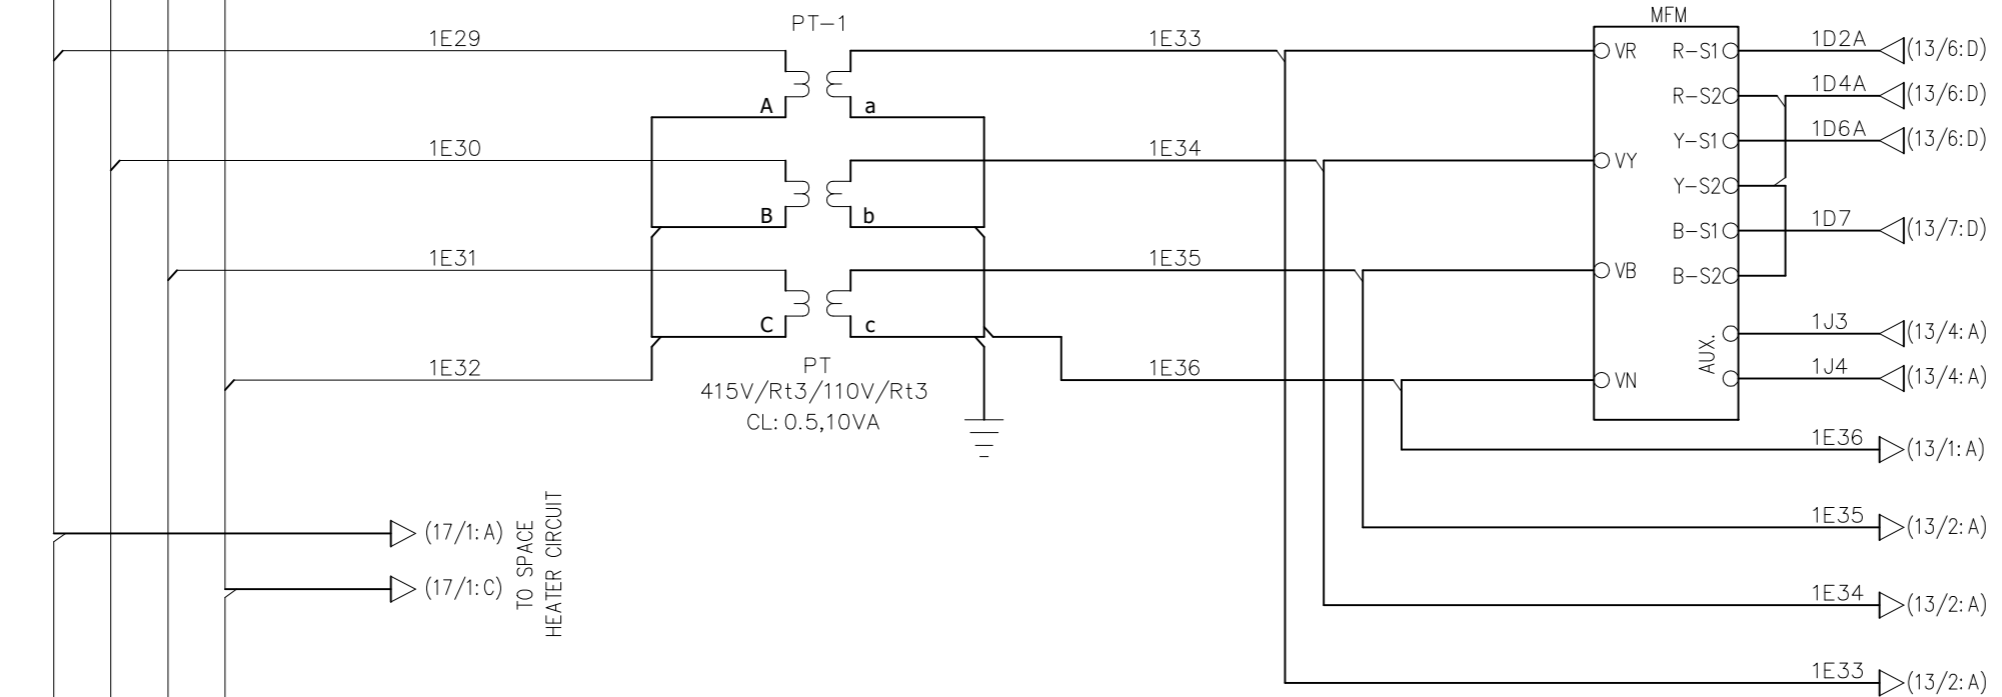 MFM
PT-1
1E29
1E33
VR
R-S1
1D2A
(13/6:D)
R-S2
1D4A
(13/6:D)
A
a
Y-S1
1D6A
(13/6:D)
1E30
1E34
VY
Y-S2
B
b
B-S1
1D7
(13/7:D)
1E31
1E35
VB
B-S2
C
c
AUX.
1J3
(13/4:A)
1J4
(13/4:A)
PT
415V/Rt3/110V/Rt3
CL:0.5,10VA
1E32
1E36
VN
1E36
(13/1:A)
(17/1:A)
(17/1:C)
TO SPACE
HEATER CIRCUIT
1E35
(13/2:A)
1E34
(13/2:A)
1E33
(13/2:A)